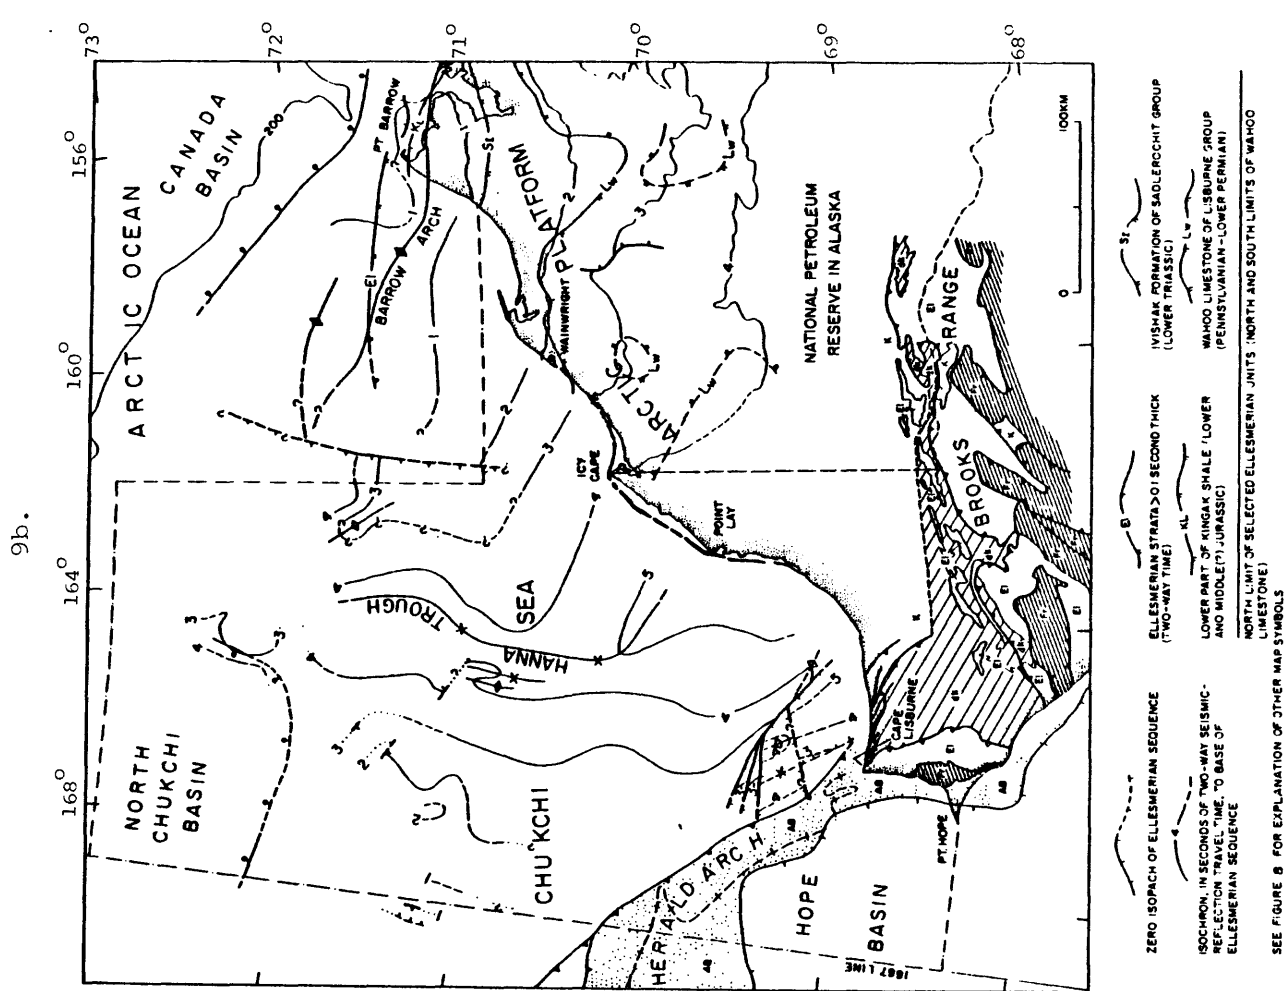 9b.
73°
72°
71°
70°
69°
68°
156°
160°
164°
168°
ARCTIC OCEAN
CANADA
BASIN
200
PT BARROW
BARROW ARCH
PLATFORM
ARCTIC
WAINWRIGHT
ICY
CAPE
POINT
LAY
NATIONAL PETROLEUM
RESERVE IN ALASKA
BROOKS RANGE
CAPE
LISBURNE
PT. HOPE
NORTH
CHUKCHI
BASIN
CHUKCHI SEA
HANNA TROUGH
HERALD ARCH
HOPE
BASIN
1867 LINE
0 100KM
ZERO ISOPACH OF ELLESMERIAN SEQUENCE
4
ISOCHRON, IN SECONDS OF TWO-WAY SEISMIC-
REFLECTION TRAVEL TIME, TO BASE OF
ELLESMERIAN SEQUENCE
El
ELLESMERIAN STRATA >0.1 SECOND THICK
(TWO-WAY TIME)
KL
LOWER PART OF KINGAK SHALE (LOWER
AND MIDDLE(?) JURASSIC)
SI
IVISHAK FORMATION OF SADLEROCHIT GROUP
(LOWER TRIASSIC)
Lw
WAHOO LIMESTONE OF LISBURNE GROUP
(PENNSYLVANIAN-LOWER PERMIAN)
NORTH LIMIT OF SELECTED ELLESMERIAN UNITS (NORTH AND SOUTH LIMITS OF WAHOO
LIMESTONE)
SEE FIGURE 8 FOR EXPLANATION OF OTHER MAP SYMBOLS